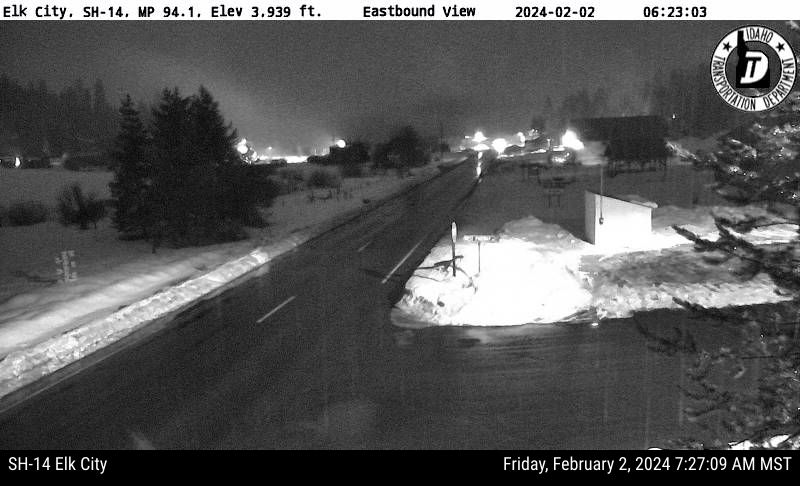 Elk City, SH-14, MP 94.1, Elev 3,939 ft. Eastbound View 2024-02-02 06:23:03
IDAHO
TRANSPORTATION DEPARTMENT
SH-14 Elk City Friday, February 2, 2024 7:27:09 AM MST